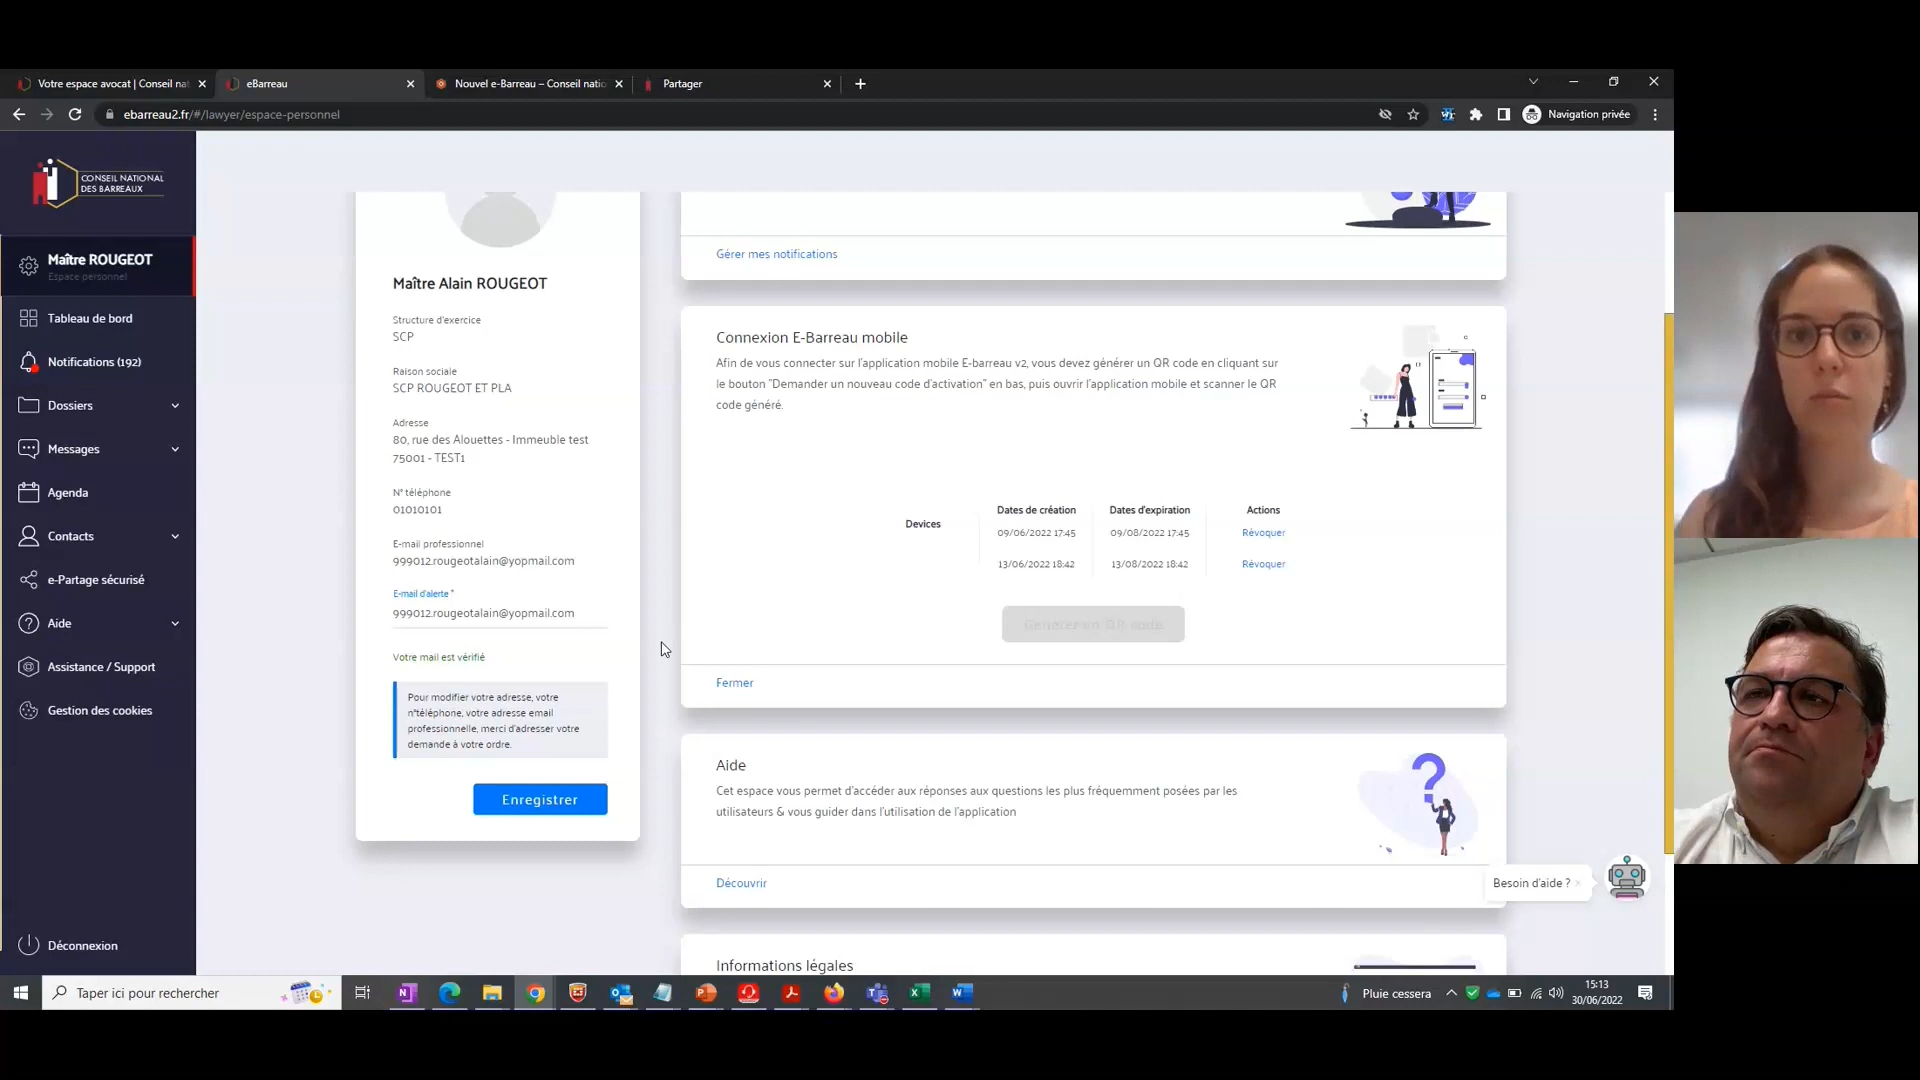 Votre espace avocat | Conseil nat
eBarreau
Nouvel e-Barreau – Conseil natio
Partager
ebarreau2.fr/#/lawyer/espace-personnel
Navigation privée
CONSEIL NATIONAL
DES BARREAUX
Maître ROUGEOT
Espace personnel
Tableau de bord
Notifications (192)
Dossiers
Messages
Agenda
Contacts
e-Partage sécurisé
Aide
Assistance / Support
Gestion des cookies
Déconnexion
Maître Alain ROUGEOT
Structure d'exercice
SCP
Raison sociale
SCP ROUGEOT ET PLA
Adresse
80, rue des Alouettes - Immeuble test
75001 - TEST1
N° téléphone
01010101
E-mail professionnel
999012.rougeotalain@yopmail.com
E-mail d'alerte *
999012.rougeotalain@yopmail.com
Votre mail est vérifié
Pour modifier votre adresse, votre
n°téléphone, votre adresse email
professionnelle, merci d'adresser votre
demande à votre ordre.
Enregistrer
Gérer mes notifications
Connexion E-Barreau mobile
Afin de vous connecter sur l'application mobile E-barreau v2, vous devez générer un QR code en cliquant sur
le bouton "Demander un nouveau code d'activation" en bas, puis ouvrir l'application mobile et scanner le QR
code généré.
Devices
Dates de création
Dates d'expiration
Actions
09/06/2022 17:45
09/08/2022 17:45
Révoquer
13/06/2022 18:42
13/08/2022 18:42
Révoquer
Générer un QR code
Fermer
Aide
Cet espace vous permet d'accéder aux réponses aux questions les plus fréquemment posées par les
utilisateurs & vous guider dans l'utilisation de l'application
Découvrir
Besoin d'aide ?
Informations légales
Taper ici pour rechercher
Pluie cessera
15:13
30/06/2022